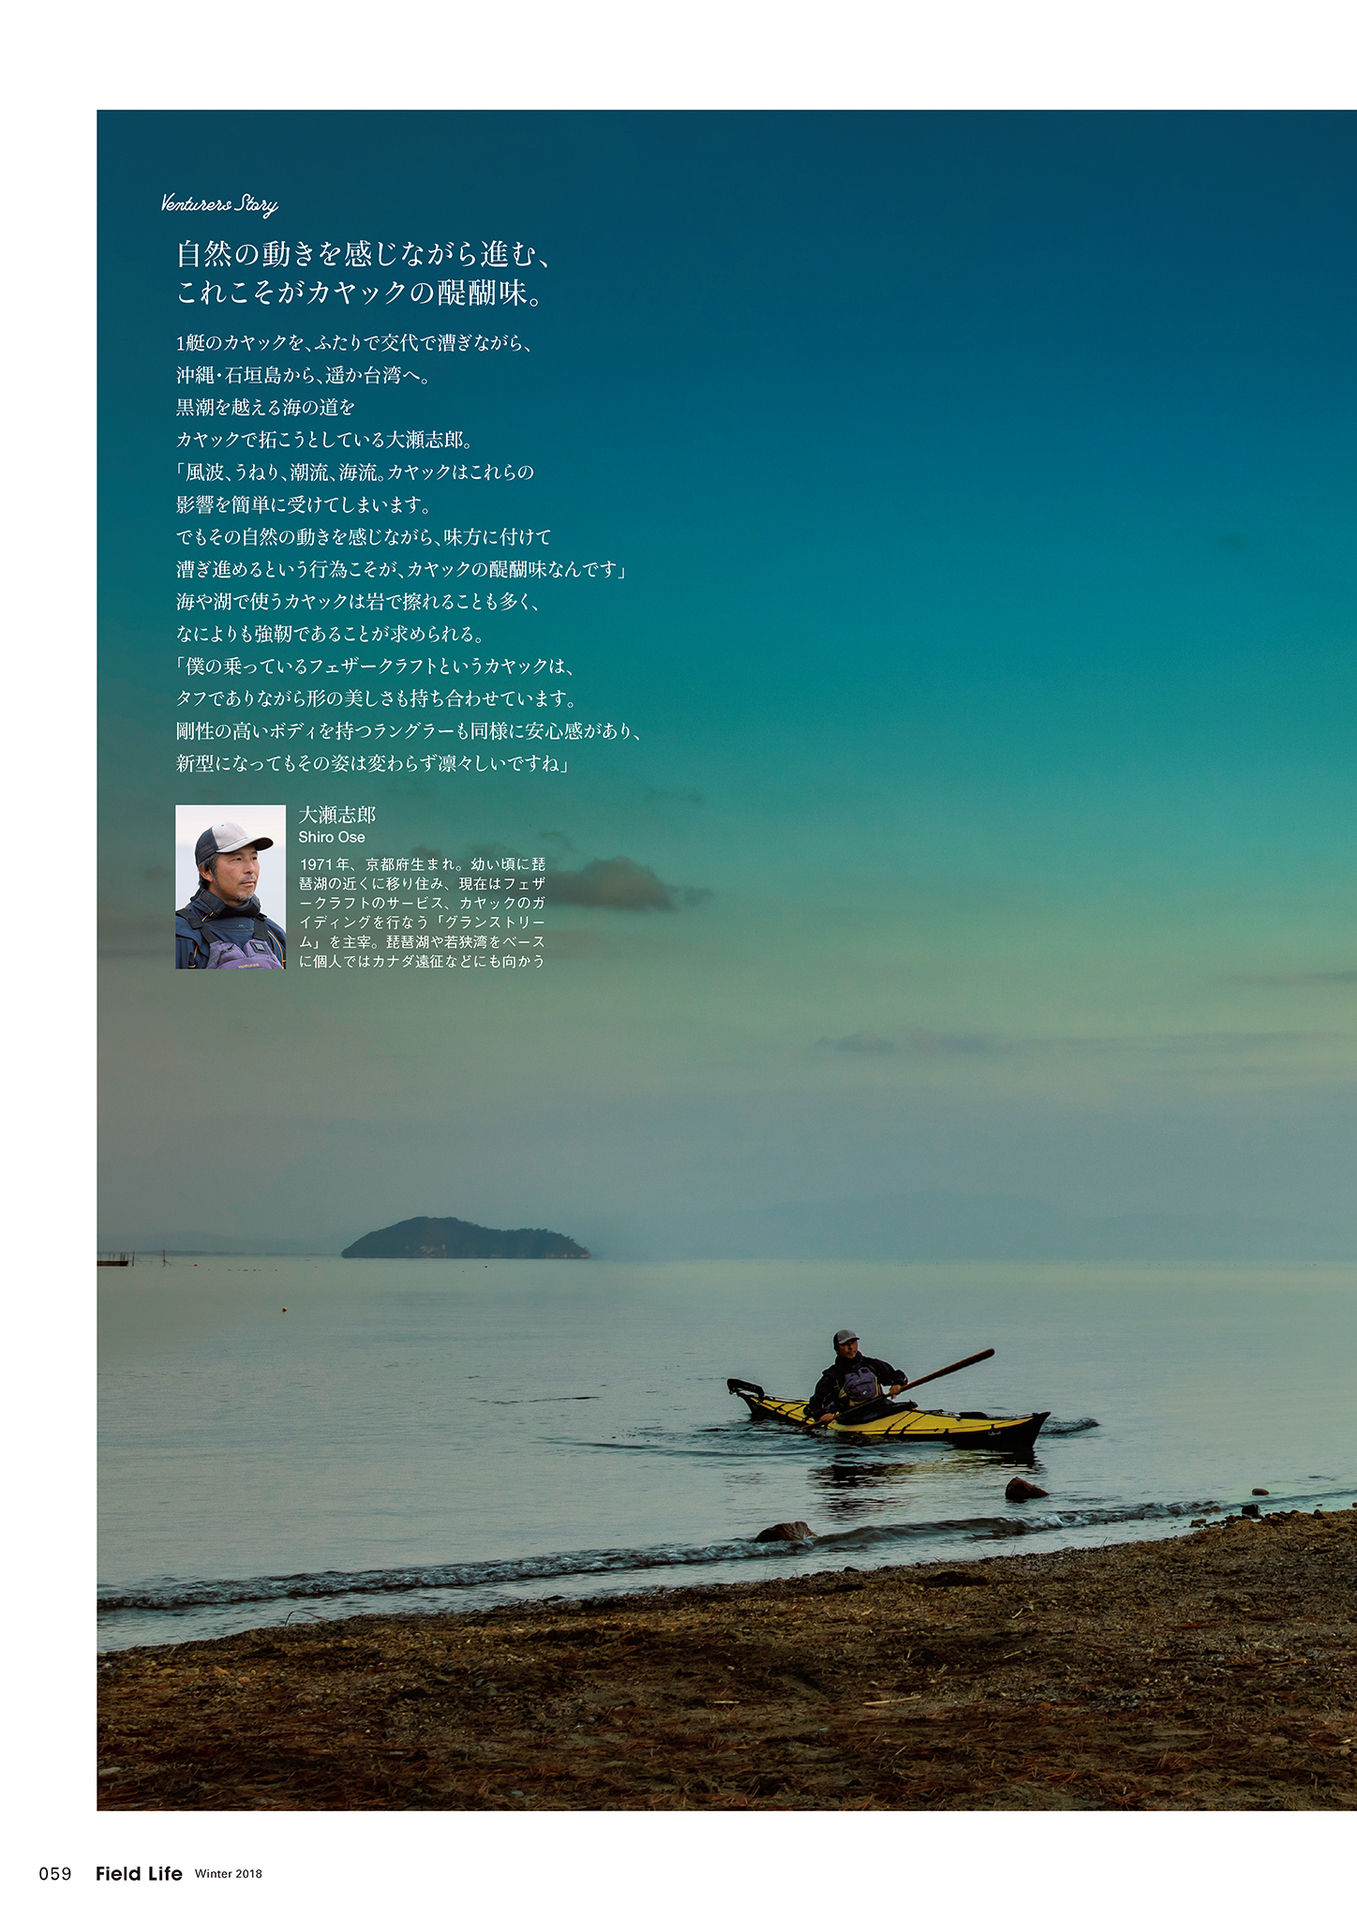 Venturers Story
自然の動きを感じながら進む、
これこそがカヤックの醍醐味。
1艇のカヤックを、ふたりで交代で漕ぎながら、
沖縄・石垣島から、遥か台湾へ。
黒潮を越える海の道を
カヤックで拓こうとしている大瀬志郎。
「風波、うねり、潮流、海流。カヤックはこれらの
影響を簡単に受けてしまいます。
でもその自然の動きを感じながら、味方に付けて
漕ぎ進めるという行為こそが、カヤックの醍醐味なんです」
海や湖で使うカヤックは岩で擦れることも多く、
なによりも強靭であることが求められる。
「僕の乗っているフェザークラフトというカヤックは、
タフでありながら形の美しさも持ち合わせています。
剛性の高いボディを持つラングラーも同様に安心感があり、
新型になってもその姿は変わらず凛々しいですね」
大瀬志郎
Shiro Ose
1971年、京都府生まれ。幼い頃に琵
琶湖の近くに移り住み、現在はフェザ
ークラフトのサービス、カヤックのガ
イディングを行なう「グランストリー
ム」を主宰。琵琶湖や若狭湾をベース
に個人ではカナダ遠征などにも向かう
059 Field Life Winter 2018